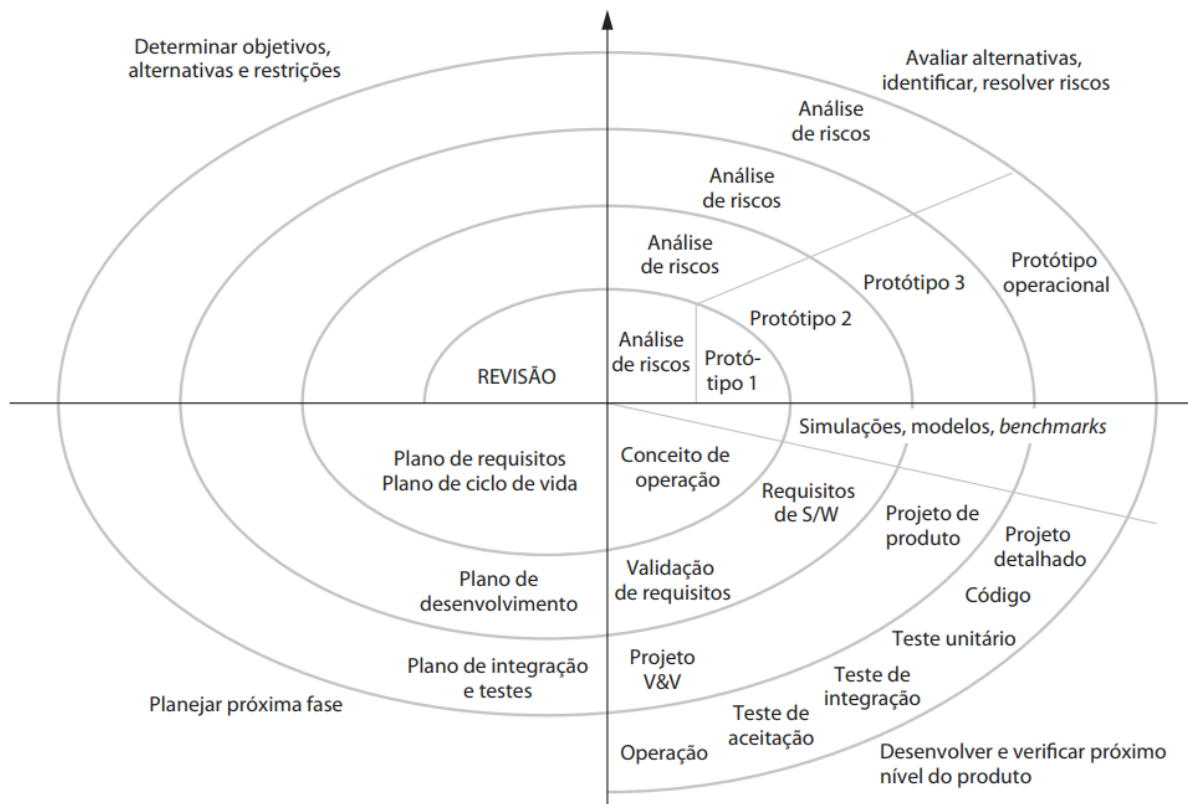 Determinar objetivos,
alternativas e restrições
Avaliar alternativas,
identificar, resolver riscos
Análise
de riscos
Análise
de riscos
Análise
de riscos
Análise
de riscos
Protó-
tipo 1
Protótipo 2
Protótipo 3
Protótipo
operacional
REVISÃO
Simulações, modelos, benchmarks
Plano de requisitos
Plano de ciclo de vida
Conceito de
operação
Requisitos
de S/W
Projeto de
produto
Projeto
detalhado
Plano de
desenvolvimento
Validação
de requisitos
Código
Teste unitário
Plano de integração
e testes
Projeto
V&V
Teste de
integração
Teste de
aceitação
Operação
Planejar próxima fase
Desenvolver e verificar próximo
nível do produto